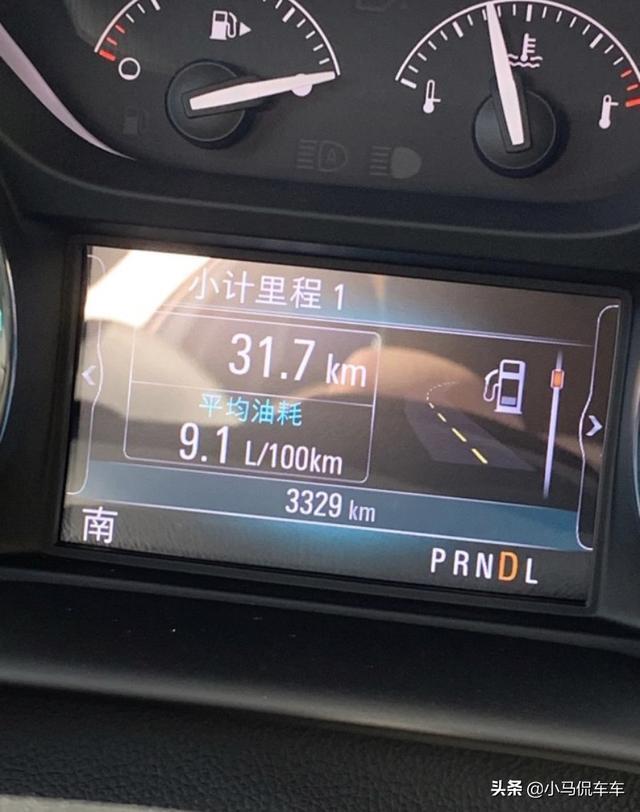 小计里程 1
31.7 km
平均油耗
9.1 L/100km
3329 km
南
PRNDL
头条 @小马侃车车